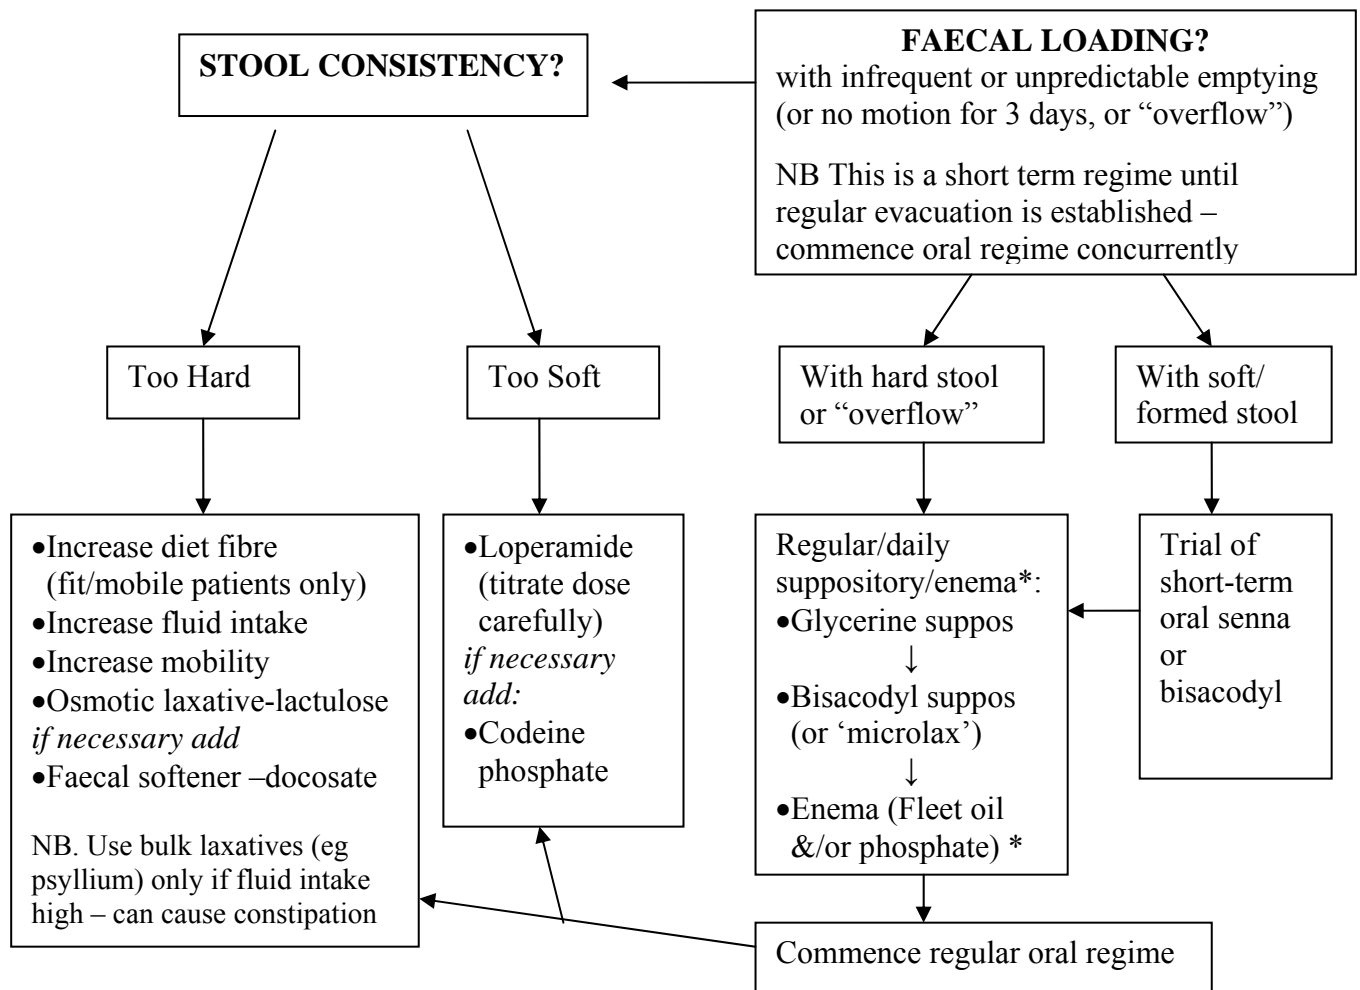 STOOL CONSISTENCY?
FAECAL LOADING?
with infrequent or unpredictable emptying
(or no motion for 3 days, or “overflow”)
NB This is a short term regime until
regular evacuation is established –
commence oral regime concurrently
Too Hard
Too Soft
With hard stool
or “overflow”
With soft/
formed stool
•Increase diet fibre
(fit/mobile patients only)
•Increase fluid intake
•Increase mobility
•Osmotic laxative-lactulose
if necessary add
•Faecal softener –docosate
NB. Use bulk laxatives (eg
psyllium) only if fluid intake
high – can cause constipation
•Loperamide
(titrate dose
carefully)
if necessary
add:
•Codeine
phosphate
Regular/daily
suppository/enema*:
•Glycerine suppos
↓
•Bisacodyl suppos
(or ‘microlax’)
↓
•Enema (Fleet oil
&/or phosphate) *
Trial of
short-term
oral senna
or
bisacodyl
Commence regular oral regime